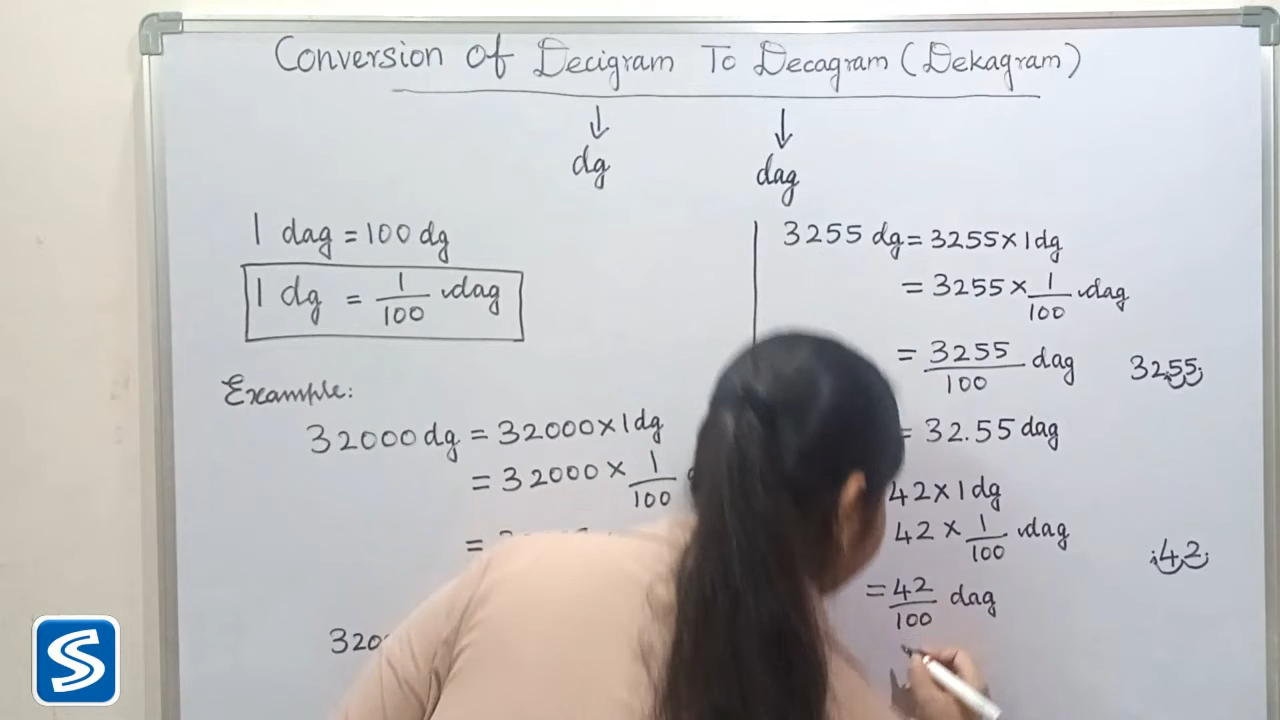 Conversion of Decigram To Decagram (Dekagram)
↓ ↓
dg dag
1 dag = 100 dg
1 dg = 1/100 dag
Example:
32000 dg = 32000 × 1 dg
= 32000 × 1/100
=
3255 dg = 3255 × 1 dg
= 3255 × 1/100 dag
= 3255/100 dag 3255
= 32.55 dag
42 × 1 dg
42 × 1/100 dag .42.
= 42/100 dag